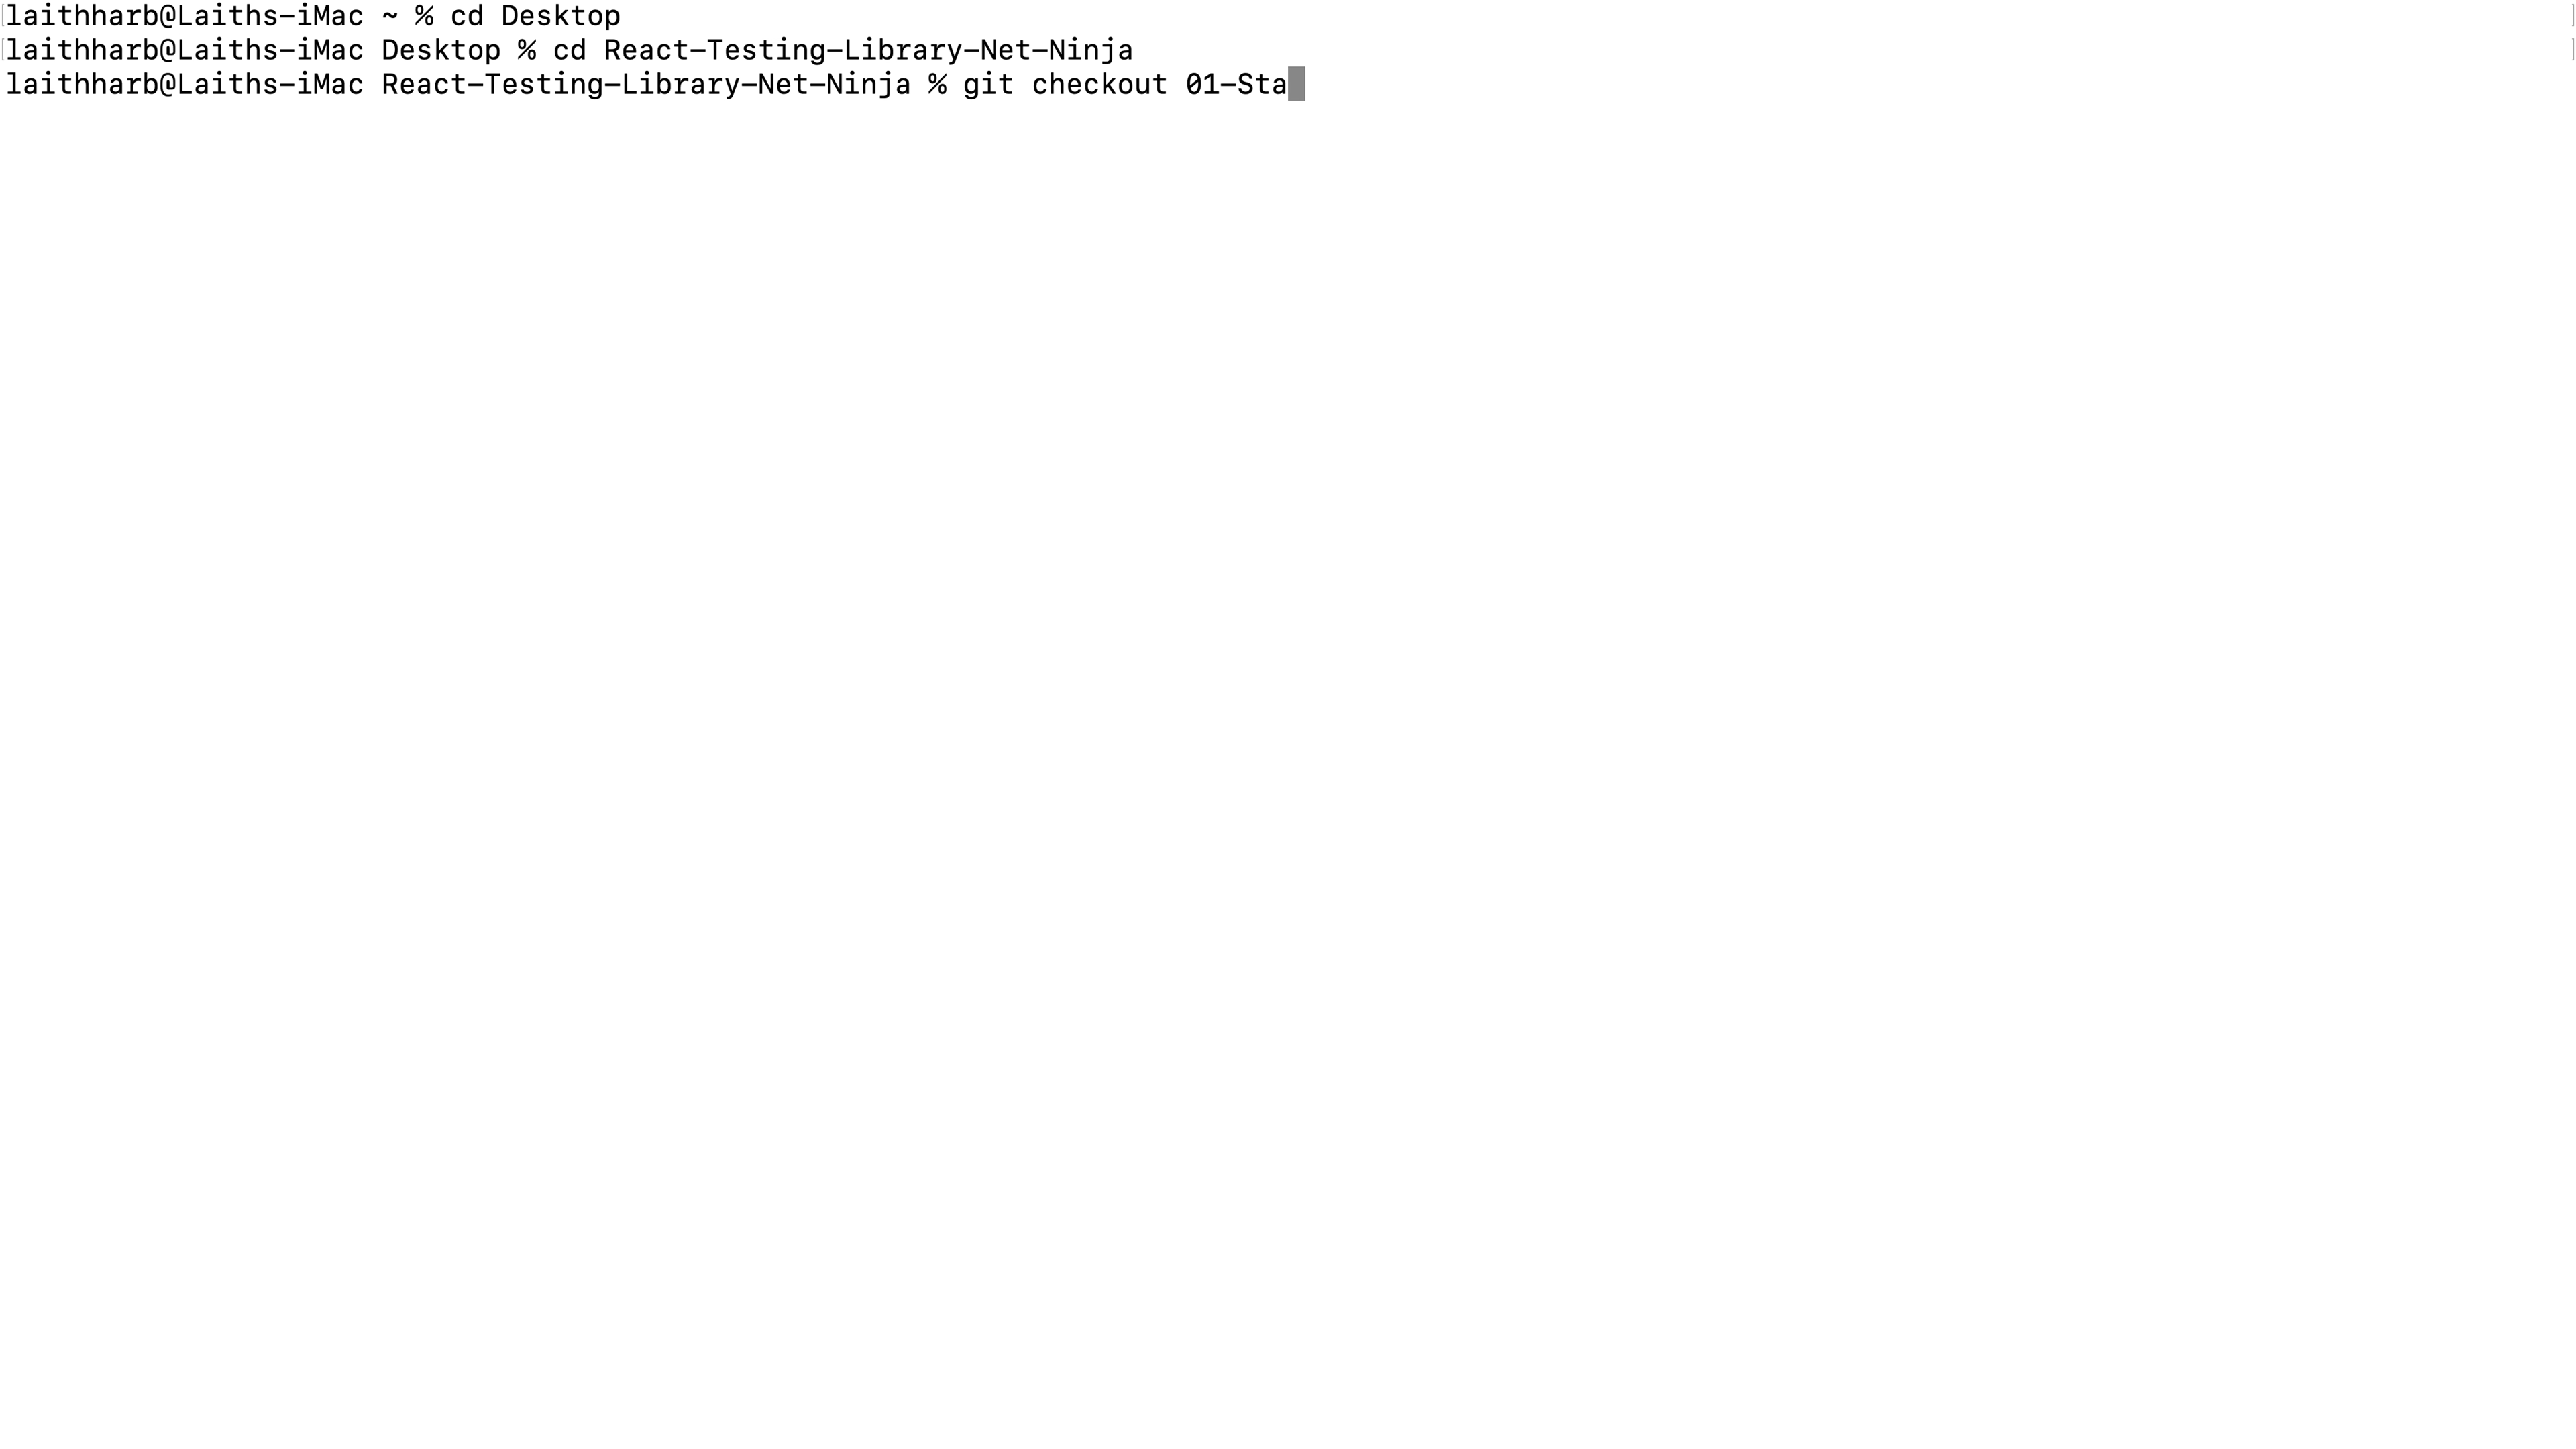 laithharb@Laiths-iMac ~ % cd Desktop
laithharb@Laiths-iMac Desktop % cd React-Testing-Library-Net-Ninja
laithharb@Laiths-iMac React-Testing-Library-Net-Ninja % git checkout 01-Sta